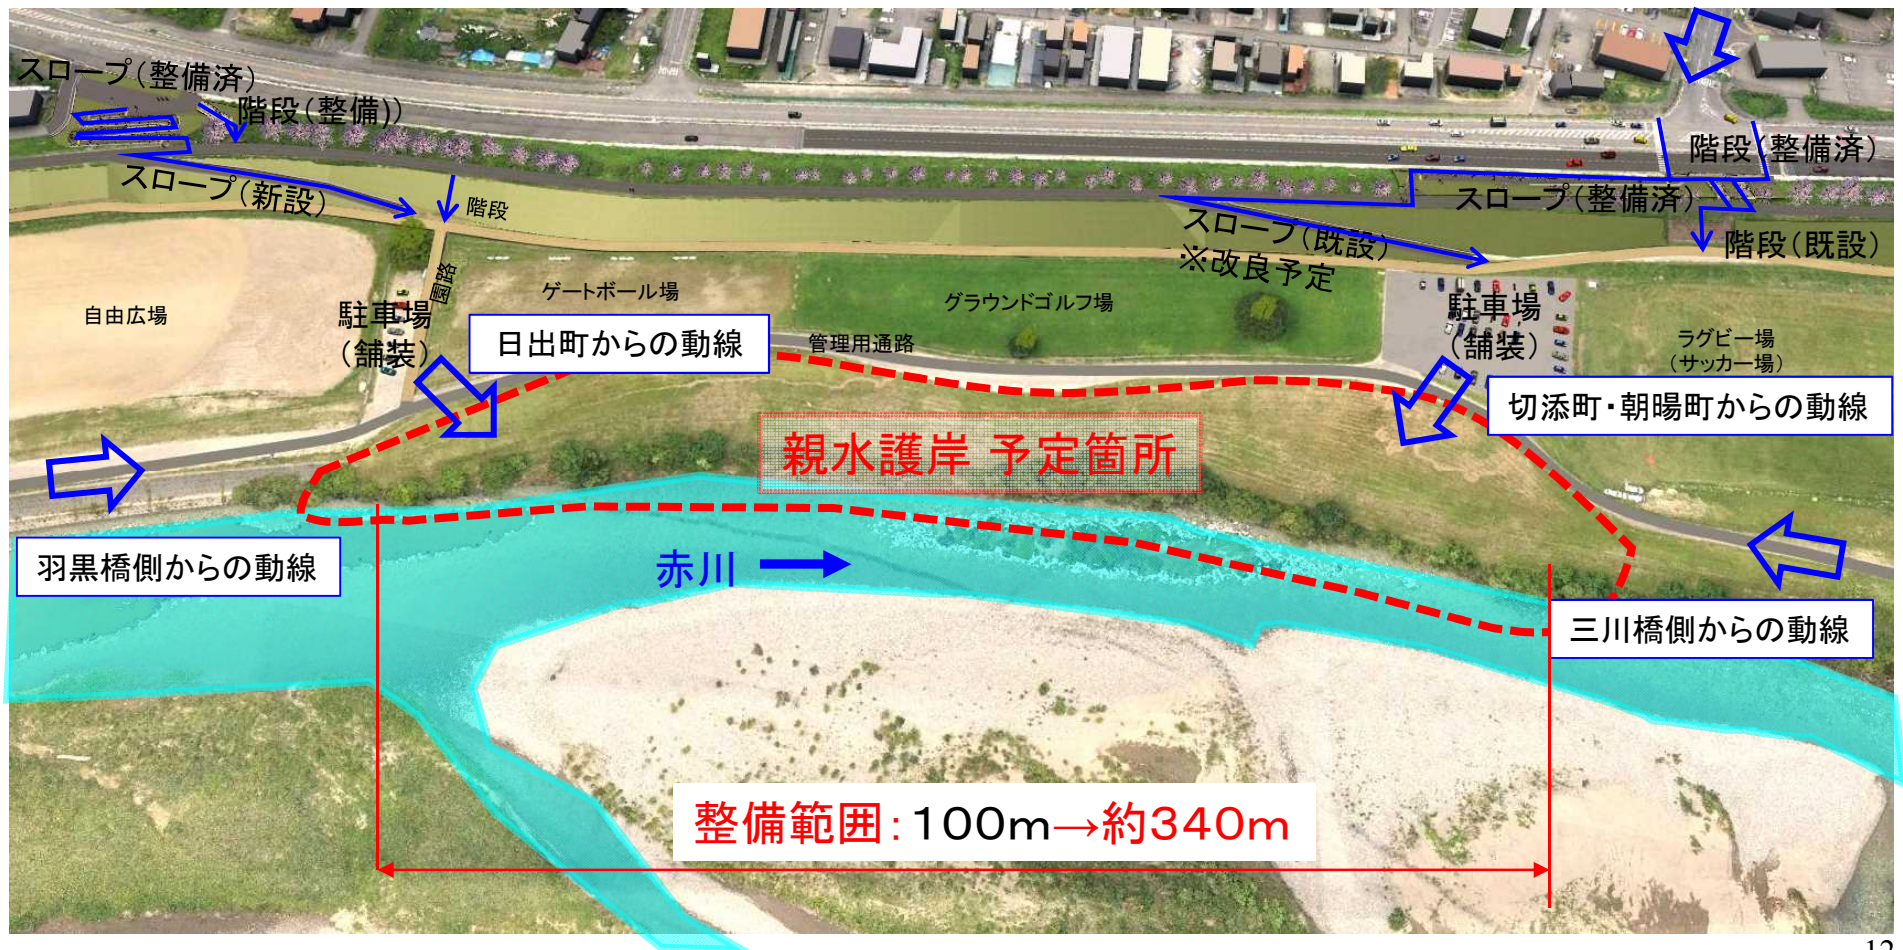 スロープ(整備済)
階段(整備))
階段(整備済)
スロープ(新設)
階段
スロープ(整備済)
スロープ(既設)
※改良予定
階段(既設)
園路
自由広場
駐車場
(舗装)
ゲートボール場
グラウンドゴルフ場
駐車場
(舗装)
ラグビー場
(サッカー場)
日出町からの動線
管理用通路
切添町・朝暘町からの動線
親水護岸 予定箇所
羽黒橋側からの動線
赤川
三川橋側からの動線
整備範囲:100m→約340m
12